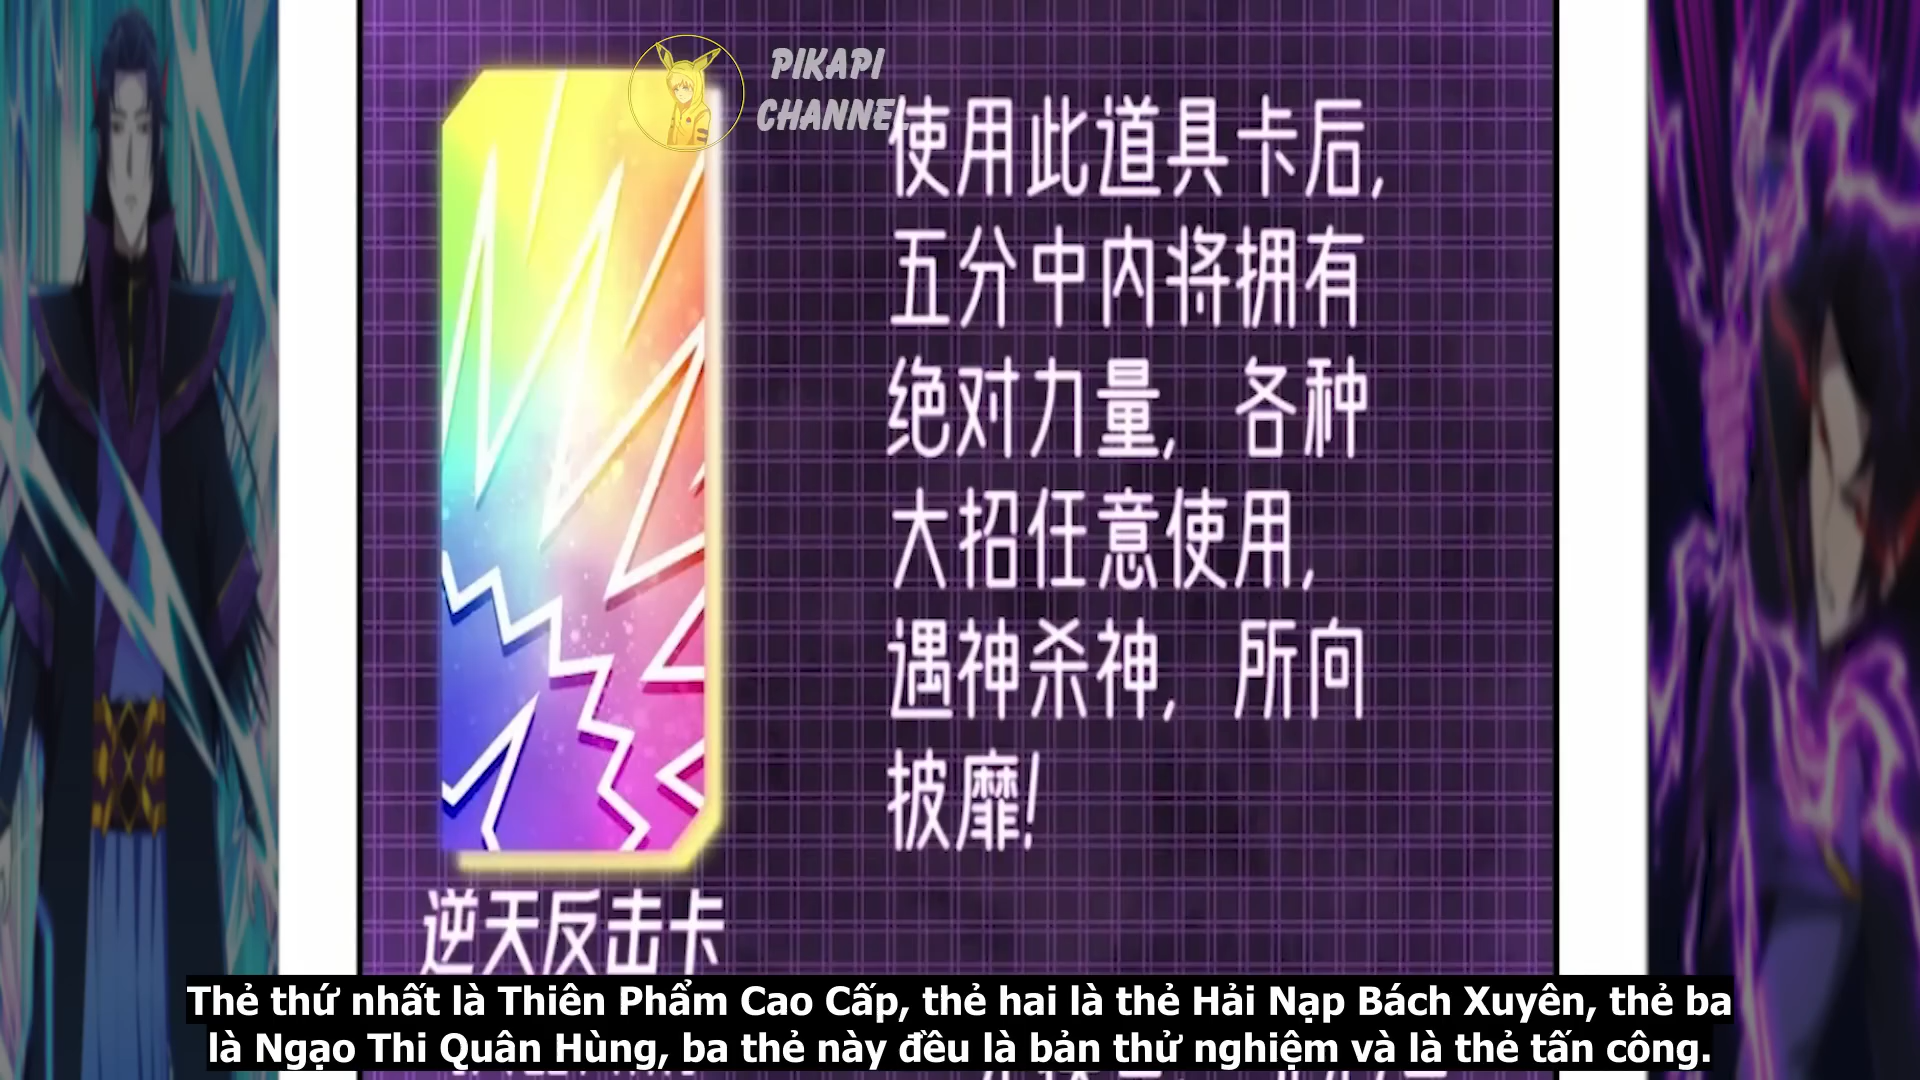 PIKAPI
CHANNEL
使用此道具卡后,
五分中内将拥有
绝对力量, 各种
大招任意使用,
遇神杀神, 所向
披靡!
逆天反击卡
Thẻ thứ nhất là Thiên Phẩm Cao Cấp, thẻ hai là thẻ Hải Nạp Bách Xuyên, thẻ ba
là Ngạo Thi Quân Hùng, ba thẻ này đều là bản thử nghiệm và là thẻ tấn công.